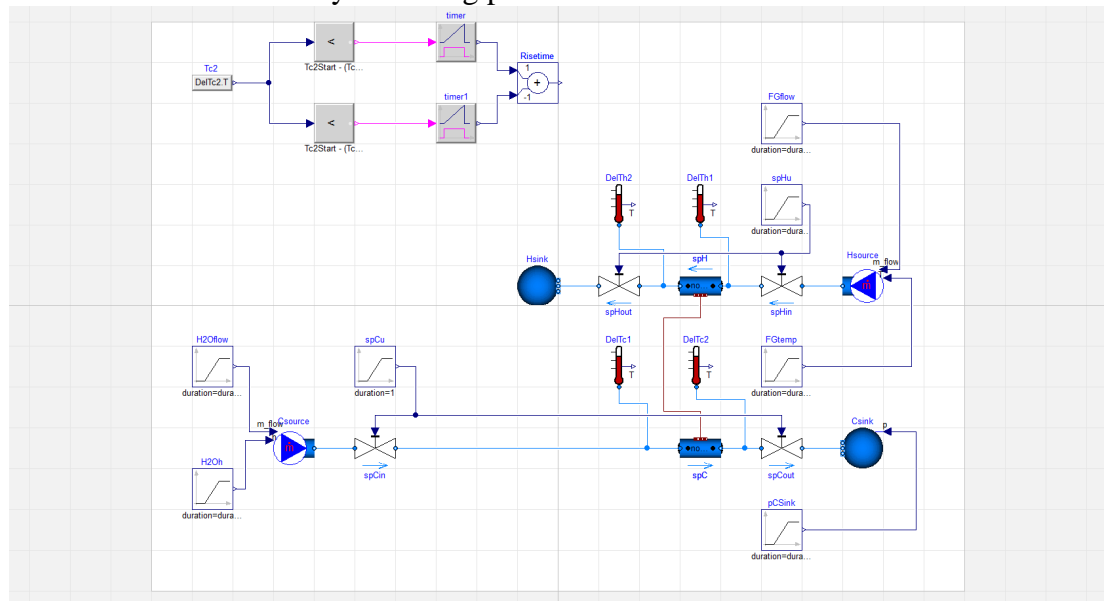 timer
<
Tc2Start - (Tc...
Tc2
DelTc2.T
Risetime
1
+
-1
timer1
<
Tc2Start - (Tc...
FGflow
duration=dura...
DelTh2
T
DelTh1
T
spHu
duration=dura...
Hsink
spH
no...
Hsource
m_flow
m
spHout
spHin
H2Oflow
duration=dura...
spCu
duration=1
DelTc1
T
DelTc2
T
FGtemp
duration=dura...
m_flow
Csource
m
Csink
p
spCin
no...
spC
spCout
H2Oh
duration=dura...
pCSink
duration=dura...